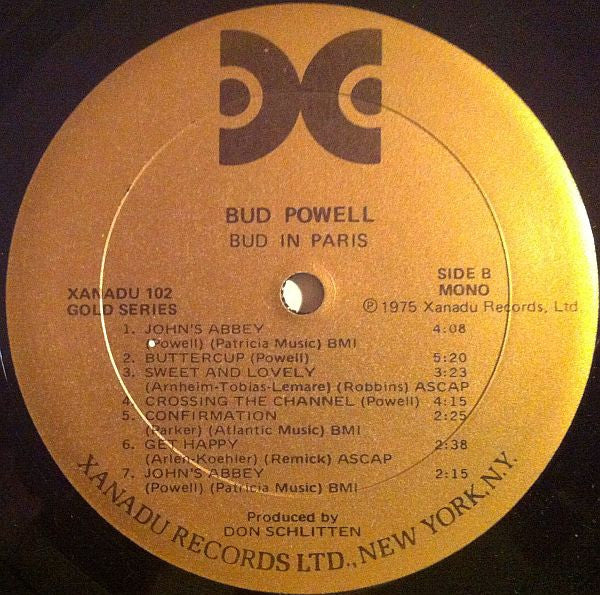 BUD POWELL
BUD IN PARIS
XANADU 102
GOLD SERIES
SIDE B
MONO
℗ 1975 Xanadu Records, Ltd.
1. JOHN'S ABBEY 4:08
(Powell) (Patricia Music) BMI
2. BUTTERCUP (Powell) 5:20
3. SWEET AND LOVELY 3:23
(Arnheim-Tobias-Lemare) (Robbins) ASCAP
4. CROSSING THE CHANNEL (Powell) 4:15
5. CONFIRMATION 2:25
(Parker) (Atlantic Music) BMI
6. GET HAPPY 2:38
(Arlen-Koehler) (Remick) ASCAP
7. JOHN'S ABBEY 2:15
(Powell) (Patricia Music) BMI
Produced by
DON SCHLITTEN
XANADU RECORDS LTD., NEW YORK, N.Y.